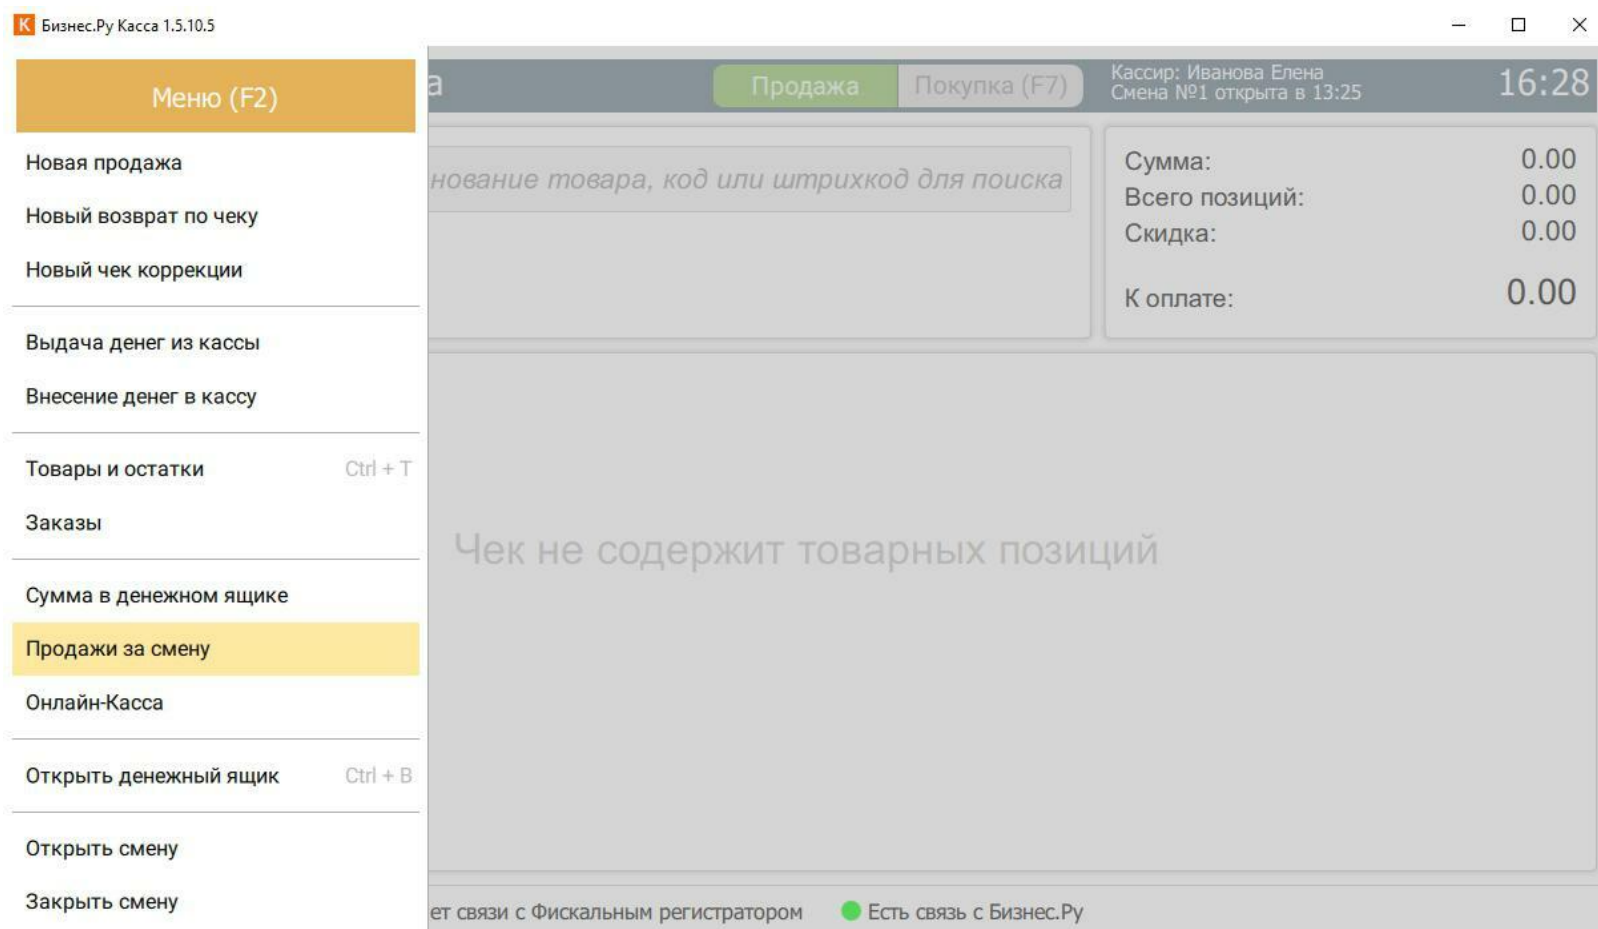 К Бизнес.Ру Касса 1.5.10.5
Меню (F2)
Новая продажа
Новый возврат по чеку
Новый чек коррекции
Выдача денег из кассы
Внесение денег в кассу
Товары и остатки Ctrl + T
Заказы
Сумма в денежном ящике
Продажи за смену
Онлайн-Касса
Открыть денежный ящик Ctrl + B
Открыть смену
Закрыть смену
Продажа Покупка (F7)
Кассир: Иванова Елена
Смена №1 открыта в 13:25
16:28
товара, код или штрихкод для поиска
Сумма: 0.00
Всего позиций: 0.00
Скидка: 0.00
К оплате: 0.00
Чек не содержит товарных позиций
связи с Фискальным регистратором
Есть связь с Бизнес.Ру